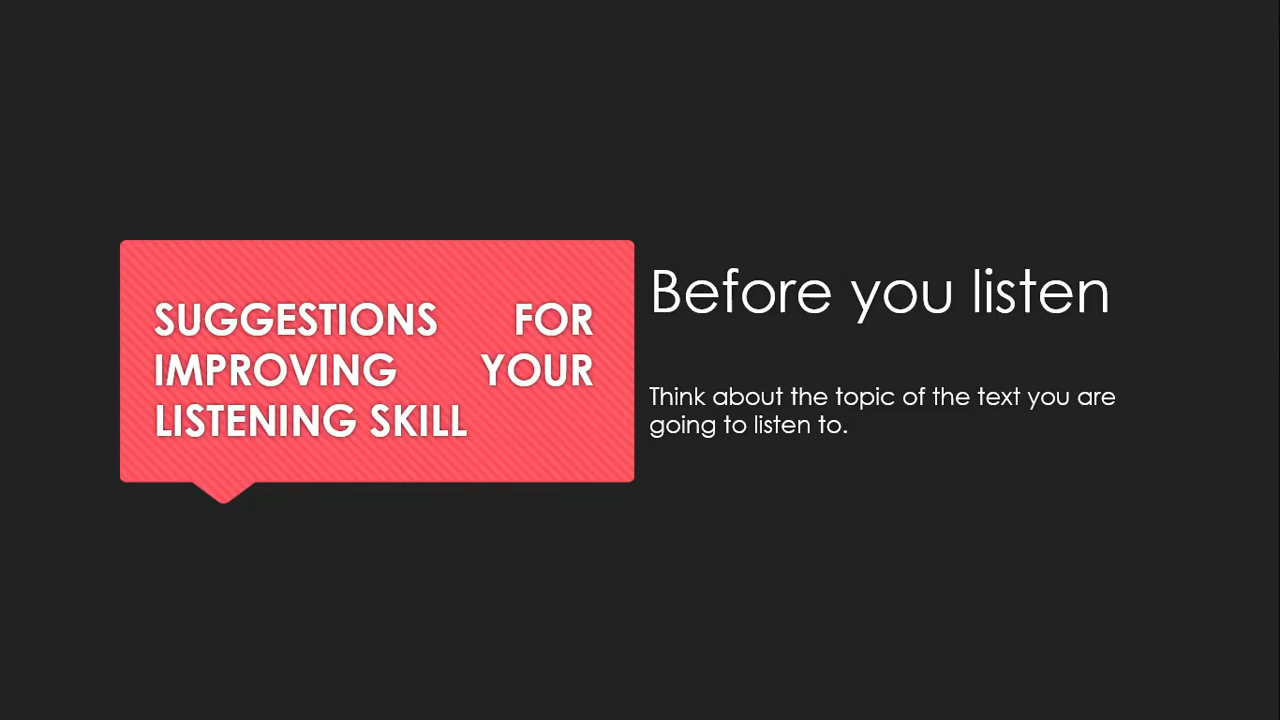 SUGGESTIONS FOR
IMPROVING YOUR
LISTENING SKILL
Before you listen
Think about the topic of the text you are
going to listen to.